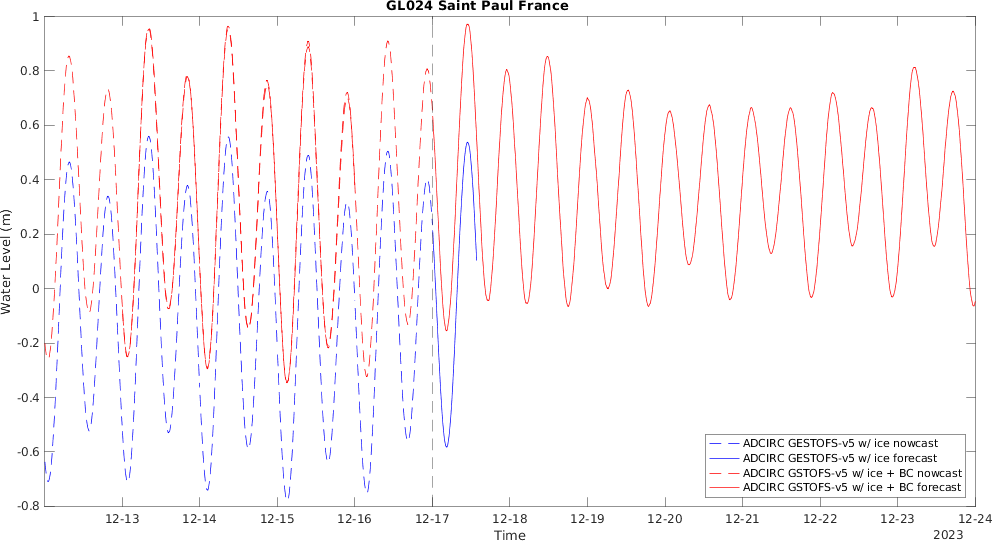 GL024 Saint Paul France
1
0.8
0.6
0.4
0.2
0
-0.2
-0.4
-0.6
-0.8
Water Level (m)
ADCIRC GESTOFS-v5 w/ ice nowcast
ADCIRC GESTOFS-v5 w/ ice forecast
ADCIRC GSTOFS-v5 w/ ice + BC nowcast
ADCIRC GSTOFS-v5 w/ ice + BC forecast
12-13 12-14 12-15 12-16 12-17 12-18 12-19 12-20 12-21 12-22 12-23 12-24
Time
2023